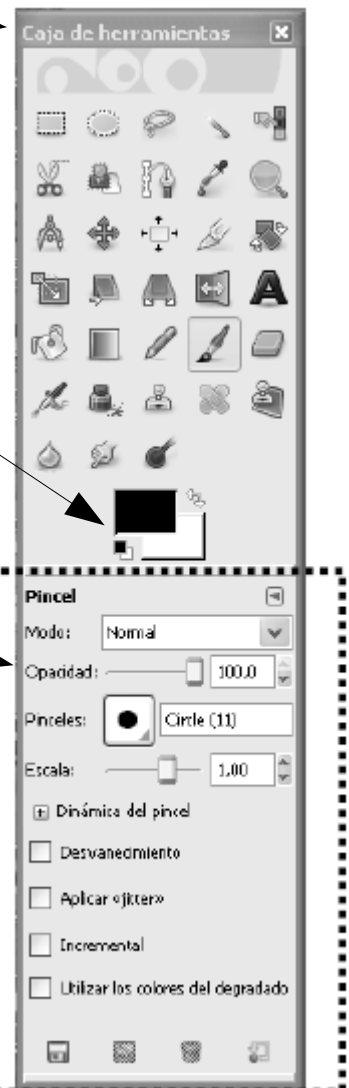 Caja de herramientas
Pincel
Modo: Normal
Opacidad: 100.0
Pinceles: Circle (11)
Escala: 1,00
Dinámica del pincel
Desvanecimiento
Aplicar «jitter»
Incremental
Utilizar los colores del degradado